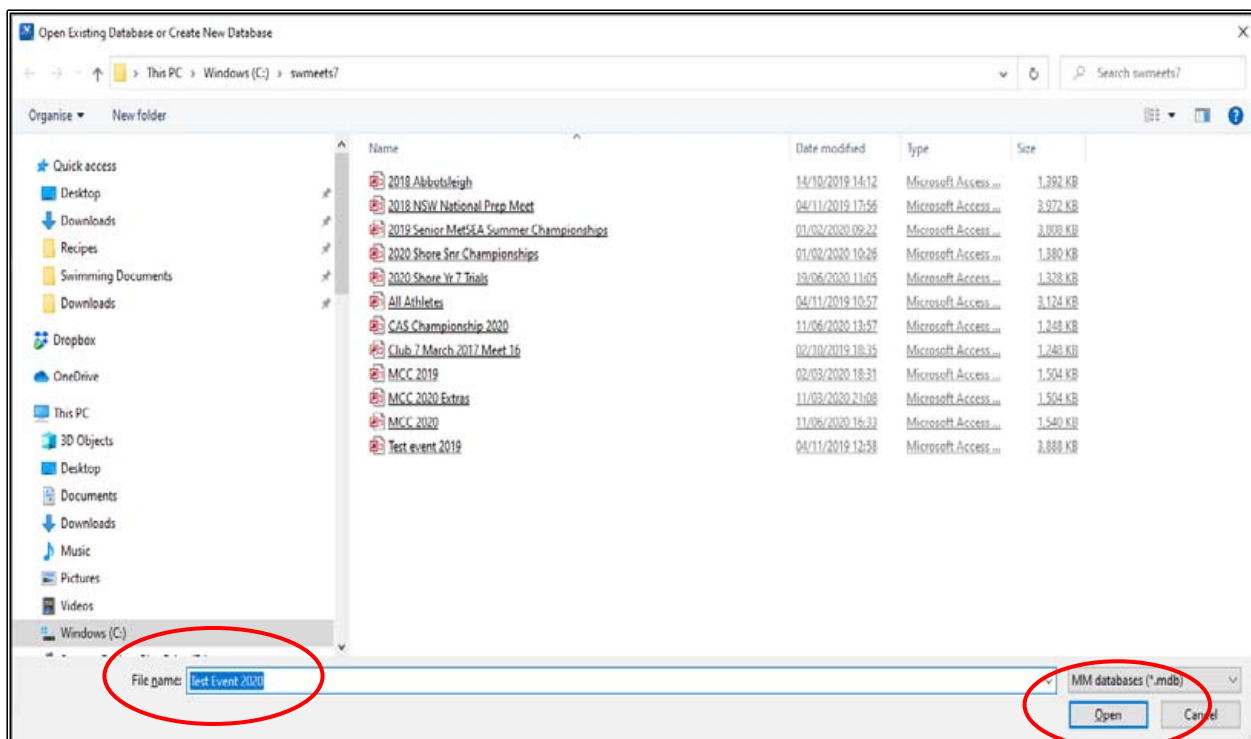 Open Existing Database or Create New Database
This PC > Windows (C:) > swmeets7
Search swmeets7
Organise
New folder
Name Date modified Type Size
Quick access
Desktop
Downloads
Recipes
Swimming Documents
Downloads
Dropbox
OneDrive
This PC
3D Objects
Desktop
Documents
Downloads
Music
Pictures
Videos
Windows (C:)
2018 Abbotsleigh 14/10/2019 14:12 Microsoft Access ... 1,392 KB
2018 NSW National Prep Meet 04/11/2019 17:56 Microsoft Access ... 3,972 KB
2019 Senior MetSEA Summer Championships 01/02/2020 09:22 Microsoft Access ... 3,808 KB
2020 Shore Snr Championships 01/02/2020 10:26 Microsoft Access ... 1,380 KB
2020 Shore Yr 7 Trials 19/06/2020 11:05 Microsoft Access ... 1,328 KB
All Athletes 04/11/2019 10:57 Microsoft Access ... 3,124 KB
CAS Championship 2020 11/06/2020 13:57 Microsoft Access ... 1,248 KB
Club 7 March 2017 Meet 16 02/10/2019 18:35 Microsoft Access ... 1,248 KB
MCC 2019 02/03/2020 18:31 Microsoft Access ... 1,504 KB
MCC 2020 Extras 11/03/2020 21:08 Microsoft Access ... 1,504 KB
MCC 2020 11/06/2020 16:33 Microsoft Access ... 1,540 KB
Test event 2019 04/11/2019 12:58 Microsoft Access ... 3,888 KB
File name: Test Event 2020
MM databases (*.mdb)
Open Cancel